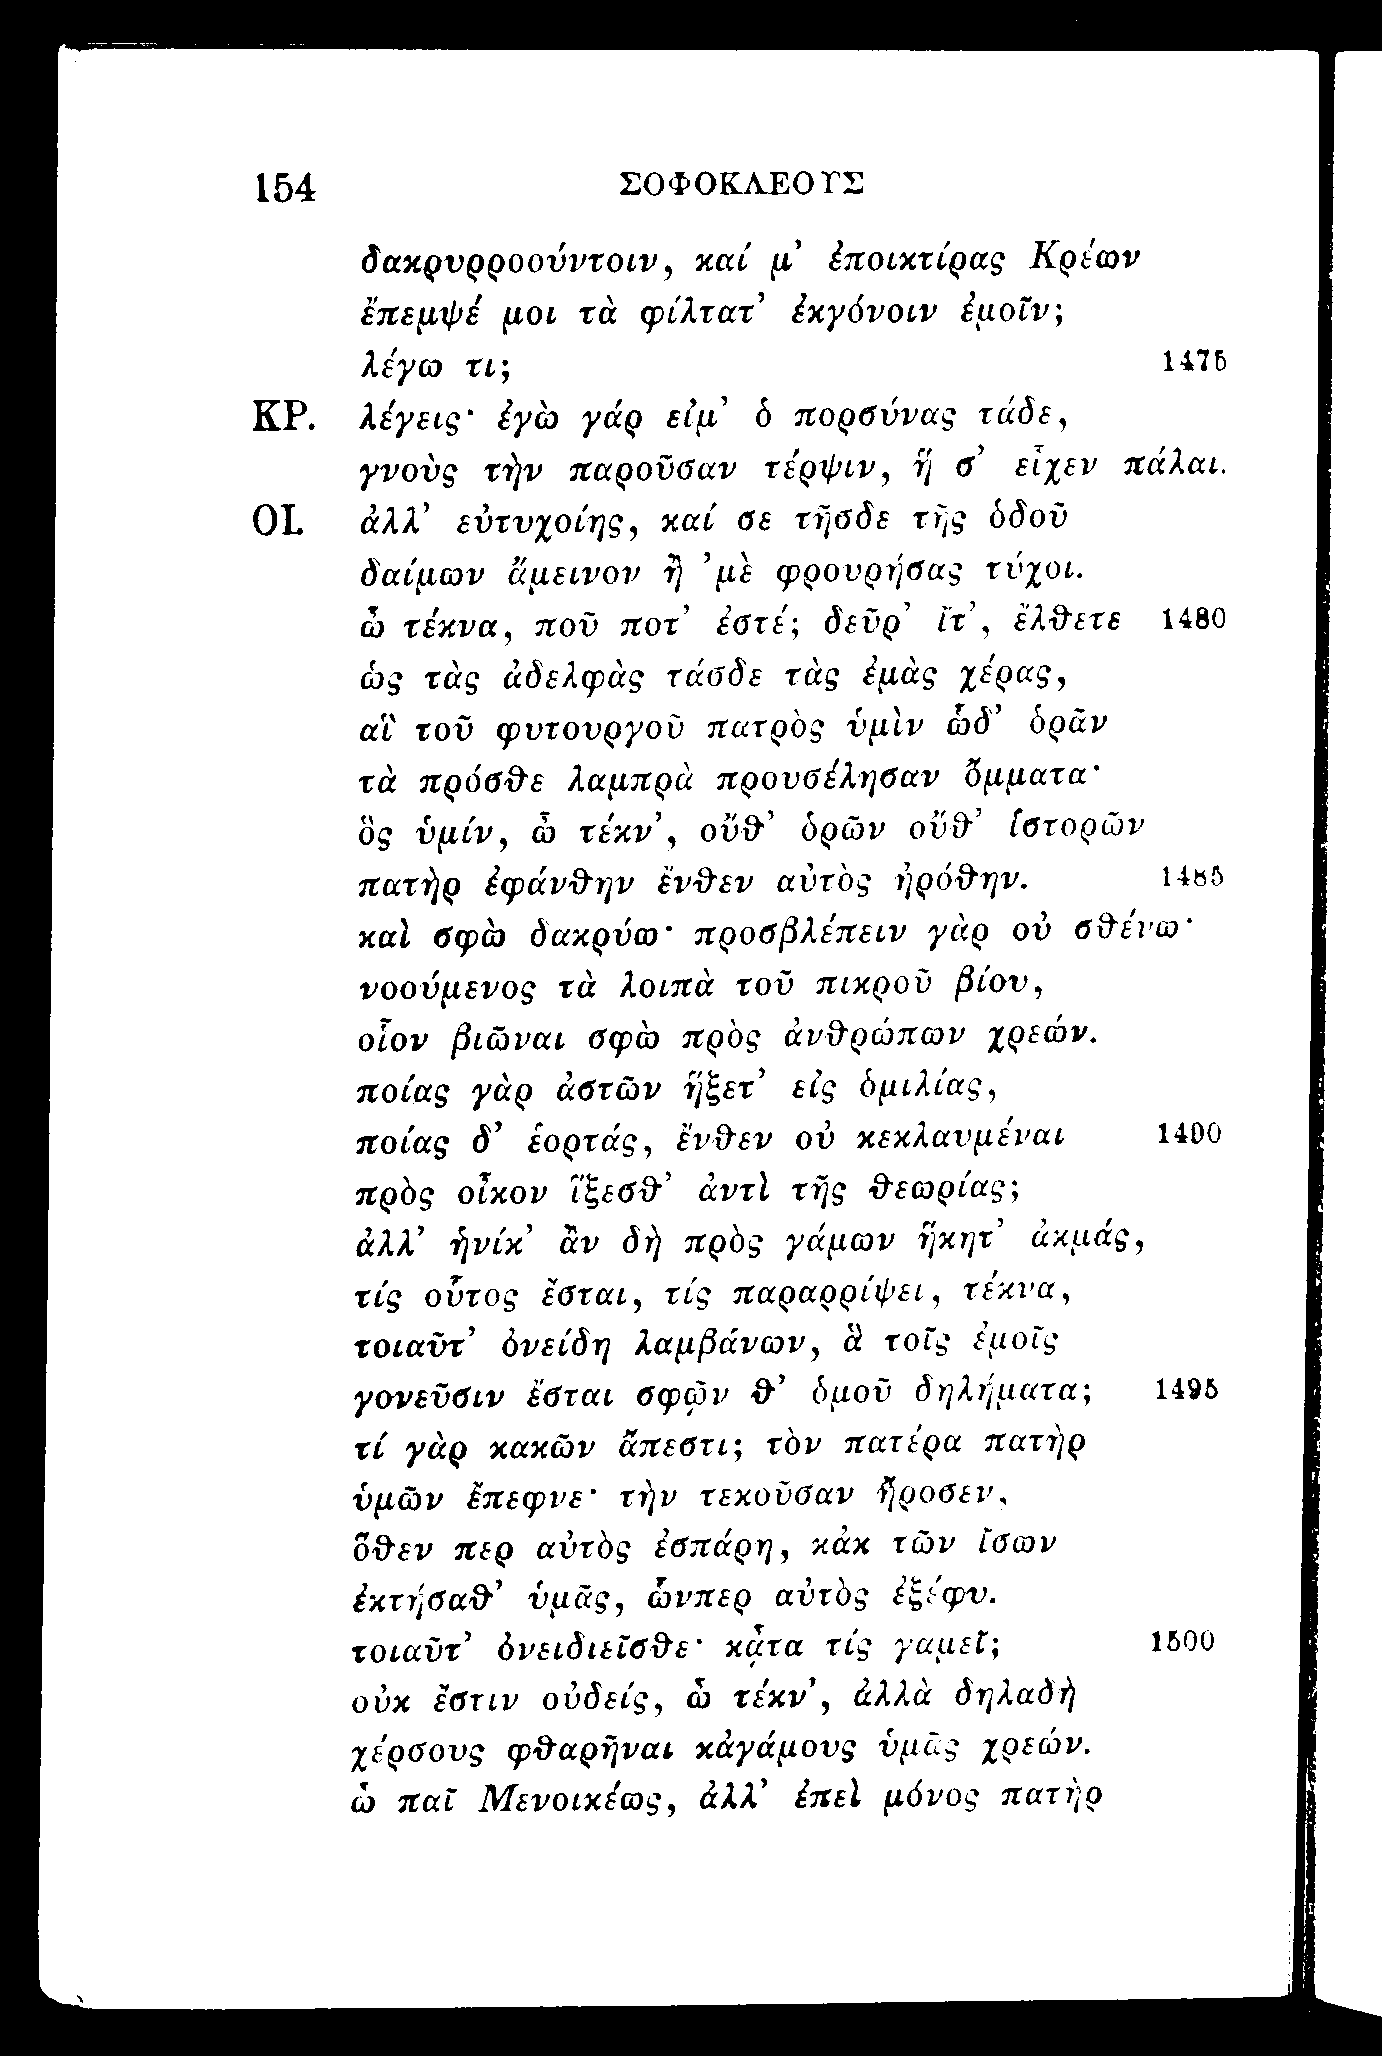 154 ΣΟΦΟΚΛΕΟΥΣ
δακρυρροούντοιν, καί μ’ ἐποικτίρας Κρέων
ἔπεμψέ μοι τὰ φίλτατ’ ἐκγόνοιν ἐμοῖν;
λέγω τι; 1475
ΚΡ. λέγεις· ἐγὼ γάρ εἰμ’ ὁ πορσύνας τάδε,
γνοὺς τὴν παροῦσαν τέρψιν, ἥ σ’ εἶχεν πάλαι.
ΟΙ. ἀλλ’ εὐτυχοίης, καί σε τῆσδε τῆς ὁδοῦ
δαίμων ἄμεινον ἢ ’μὲ φρουρήσας τύχοι.
ὦ τέκνα, ποῦ ποτ’ ἐστέ; δεῦρ’ ἴτ’, ἔλθετε 1480
ὡς τὰς ἀδελφὰς τάσδε τὰς ἐμὰς χέρας,
αἳ τοῦ φυτουργοῦ πατρὸς ὑμὶν ὧδ’ ὁρᾶν
τὰ πρόσθε λαμπρὰ προυσέλησαν ὄμματα·
ὃς ὑμίν, ὦ τέκν’, οὔθ’ ὁρῶν οὔθ’ ἱστορῶν
πατὴρ ἐφάνθην ἔνθεν αὐτὸς ἠρόθην. 1485
καὶ σφὼ δακρύω· προσβλέπειν γὰρ οὐ σθένω·
νοούμενος τὰ λοιπὰ τοῦ πικροῦ βίου,
οἷον βιῶναι σφὼ πρὸς ἀνθρώπων χρεών.
ποίας γὰρ ἀστῶν ἥξετ’ εἰς ὁμιλίας,
ποίας δ’ ἑορτάς, ἔνθεν οὐ κεκλαυμέναι 1490
πρὸς οἶκον ἵξεσθ’ ἀντὶ τῆς θεωρίας;
ἀλλ’ ἡνίκ’ ἂν δὴ πρὸς γάμων ἥκητ’ ἀκμάς,
τίς οὗτος ἔσται, τίς παραρρίψει, τέκνα,
τοιαῦτ’ ὀνείδη λαμβάνων, ἃ τοῖς ἐμοῖς
γονεῦσιν ἔσται σφῷν θ’ ὁμοῦ δηλήματα; 1495
τί γὰρ κακῶν ἄπεστι; τὸν πατέρα πατὴρ
ὑμῶν ἔπεφνε· τὴν τεκοῦσαν ἤροσεν,
ὅθεν περ αὐτὸς ἐσπάρη, κἀκ τῶν ἴσων
ἐκτήσαθ’ ὑμᾶς, ὧνπερ αὐτὸς ἐξέφυ.
τοιαῦτ’ ὀνειδιεῖσθε· κᾆτα τίς γαμεῖ; 1500
οὐκ ἔστιν οὐδείς, ὦ τέκν’, ἀλλὰ δηλαδὴ
χέρσους φθαρῆναι κἀγάμους ὑμᾶς χρεών.
ὦ παῖ Μενοικέως, ἀλλ’ ἐπεὶ μόνος πατὴρ